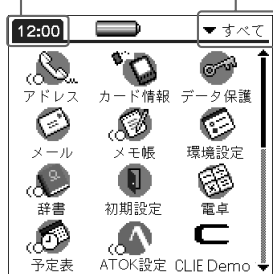 12:00 ▼すべて
アドレス カード情報 データ保護
メール メモ帳 環境設定
辞書 初期設定 電卓
予定表 ATOK設定 CLIE Demo